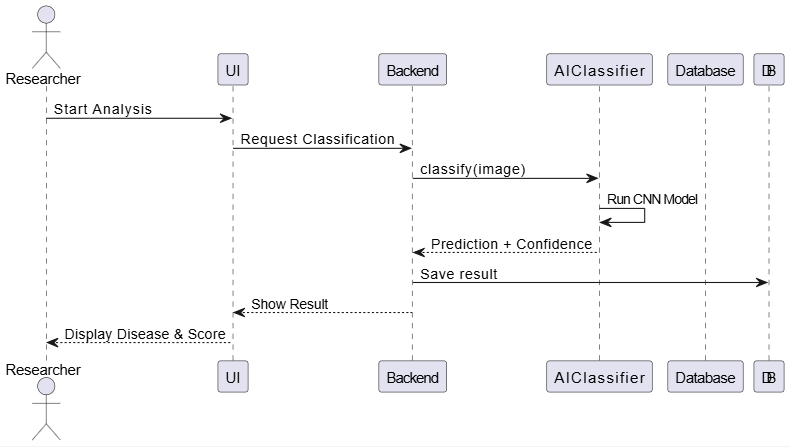 Researcher
UI
Backend
AIClassifier
Database
DB
Start Analysis
Request Classification
classify(image)
Run CNN Model
Prediction + Confidence
Save result
Show Result
Display Disease & Score
Researcher
UI
Backend
AIClassifier
Database
DB